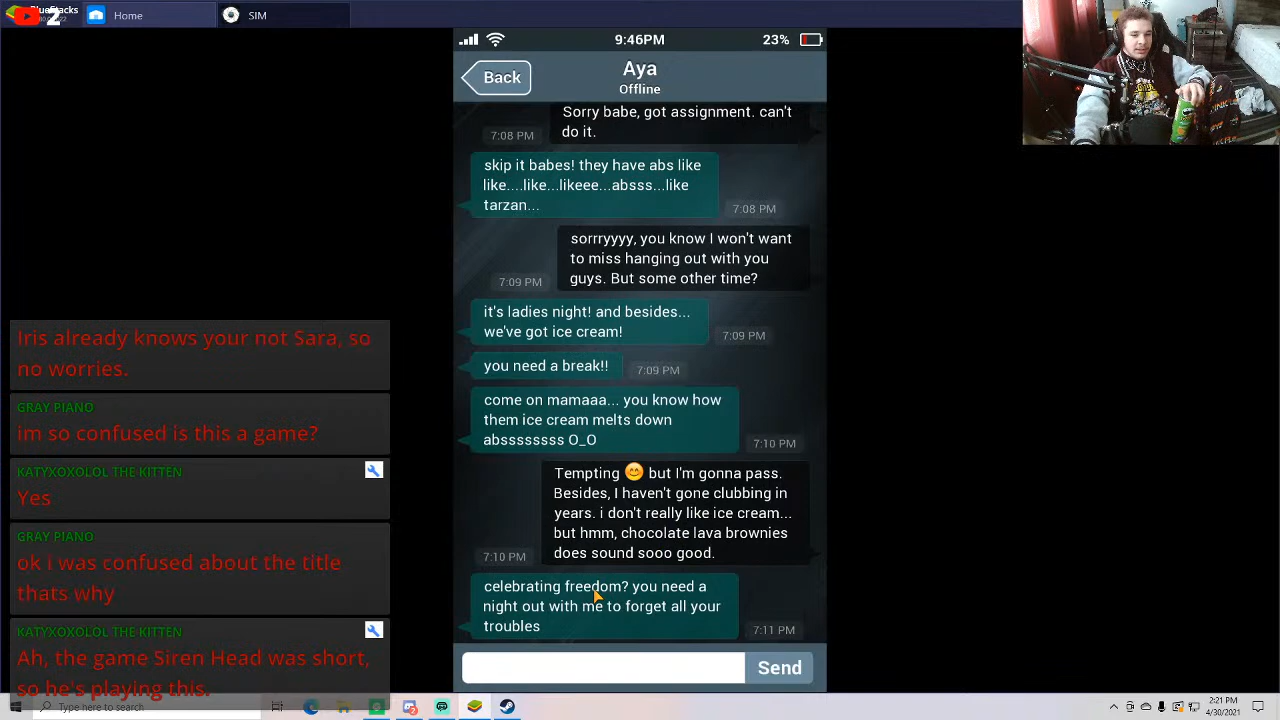 BlueStacks
2
Home
SIM
9:46PM
23%
Back
Aya
Offline
Sorry babe, got assignment. can't
do it.
7:08 PM
skip it babes! they have abs like
like....like...likeee...absss...like
tarzan...
7:08 PM
sorrryyyy, you know I won't want
to miss hanging out with you
guys. But some other time?
7:09 PM
it's ladies night! and besides...
we've got ice cream!
7:09 PM
you need a break!!
7:09 PM
come on mamaaa... you know how
them ice cream melts down
abssssssss O_O
7:10 PM
Tempting 😊 but I'm gonna pass.
Besides, I haven't gone clubbing in
years. i don't really like ice cream...
but hmm, chocolate lava brownies
does sound sooo good.
7:10 PM
celebrating freedom? you need a
night out with me to forget all your
troubles
7:11 PM
Send
Iris already knows your not Sara, so
no worries.
GRAY PIANO
im so confused is this a game?
KATYXOXOLOL THE KITTEN
Yes
GRAY PIANO
ok i was confused about the title
thats why
KATYXOXOLOL THE KITTEN
Ah, the game Siren Head was short,
so he's playing this.
Type here to search
2:21 PM
4/30/2021